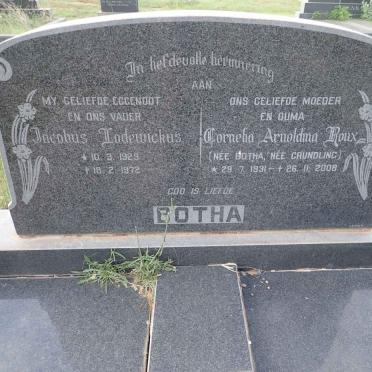 In liefdevolle herinnering
AAN
MY GELIEFDE EGGENOOT
EN ONS VADER
Jacobus Lodewickus
* 10. 3. 1929
† 18. 2. 1972
ONS GELIEFDE MOEDER
EN OUMA
Cornelia Arnoldina Roux
(NEE BOTHA, NEE GRUNDLING)
* 29. 7. 1931 - † 26. 11. 2008
GOD IS LIEFDE
BOTHA